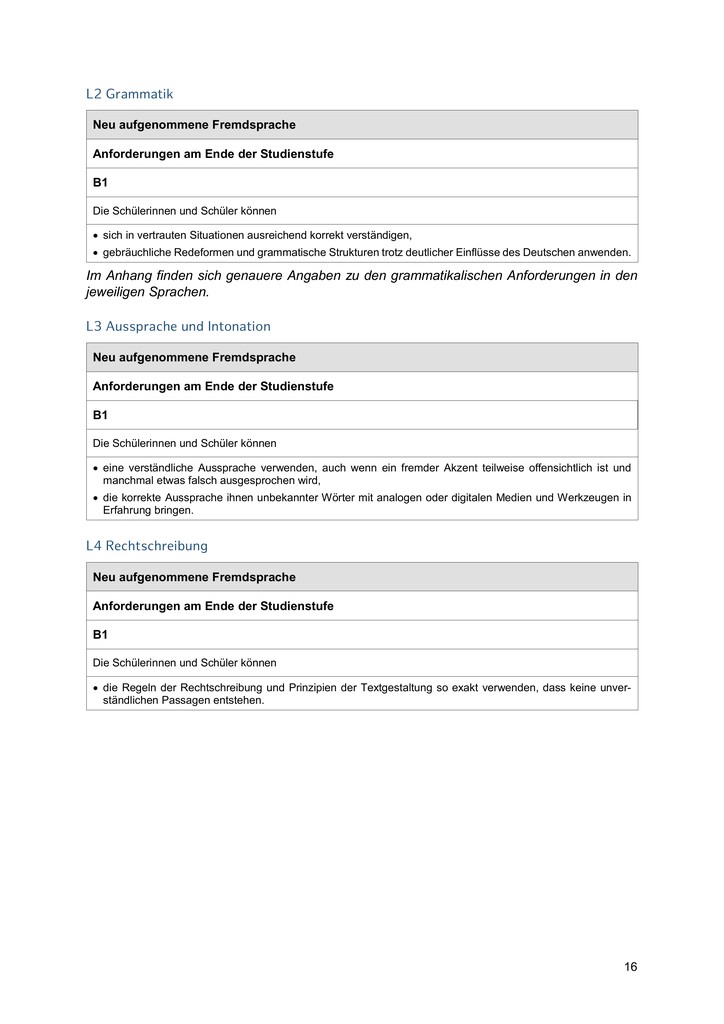 L2 Grammatik
Neu aufgenommene Fremdsprache
Anforderungen am Ende der Studienstufe
B1
Die Schülerinnen und Schüler können
• sich in vertrauten Situationen ausreichend korrekt verständigen,
• gebräuchliche Redeformen und grammatische Strukturen trotz deutlicher Einflüsse des Deutschen anwenden.
Im Anhang finden sich genauere Angaben zu den grammatikalischen Anforderungen in den
jeweiligen Sprachen.
L3 Aussprache und Intonation
Neu aufgenommene Fremdsprache
Anforderungen am Ende der Studienstufe
B1
Die Schülerinnen und Schüler können
• eine verständliche Aussprache verwenden, auch wenn ein fremder Akzent teilweise offensichtlich ist und
manchmal etwas falsch ausgesprochen wird,
• die korrekte Aussprache ihnen unbekannter Wörter mit analogen oder digitalen Medien und Werkzeugen in
Erfahrung bringen.
L4 Rechtschreibung
Neu aufgenommene Fremdsprache
Anforderungen am Ende der Studienstufe
B1
Die Schülerinnen und Schüler können
• die Regeln der Rechtschreibung und Prinzipien der Textgestaltung so exakt verwenden, dass keine unver-
ständlichen Passagen entstehen.
16